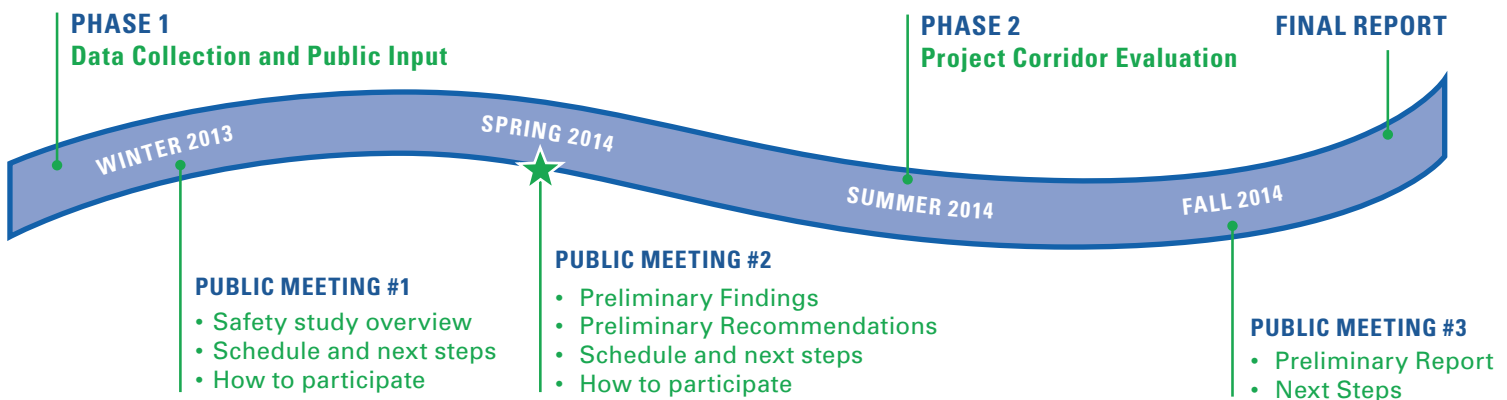 PHASE 1
Data Collection and Public Input
PHASE 2
Project Corridor Evaluation
FINAL REPORT
WINTER 2013
SPRING 2014
SUMMER 2014
FALL 2014
PUBLIC MEETING #1
• Safety study overview
• Schedule and next steps
• How to participate
PUBLIC MEETING #2
• Preliminary Findings
• Preliminary Recommendations
• Schedule and next steps
• How to participate
PUBLIC MEETING #3
• Preliminary Report
• Next Steps